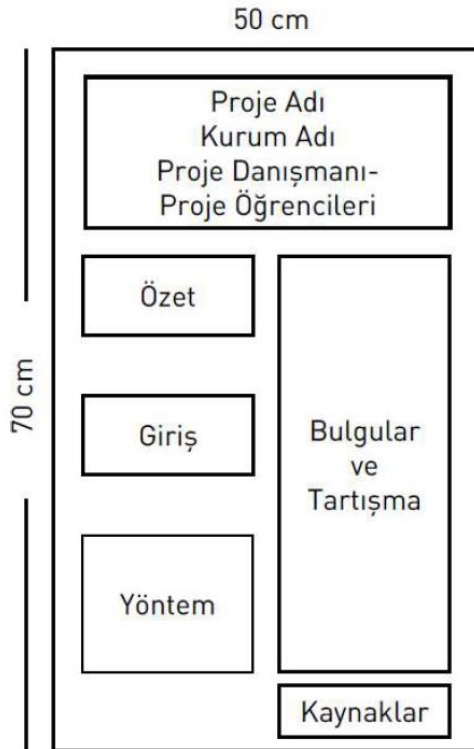 50 cm
70 cm
Proje Adı
Kurum Adı
Proje Danışmanı-
Proje Öğrencileri
Özet
Giriş
Yöntem
Bulgular
ve
Tartışma
Kaynaklar